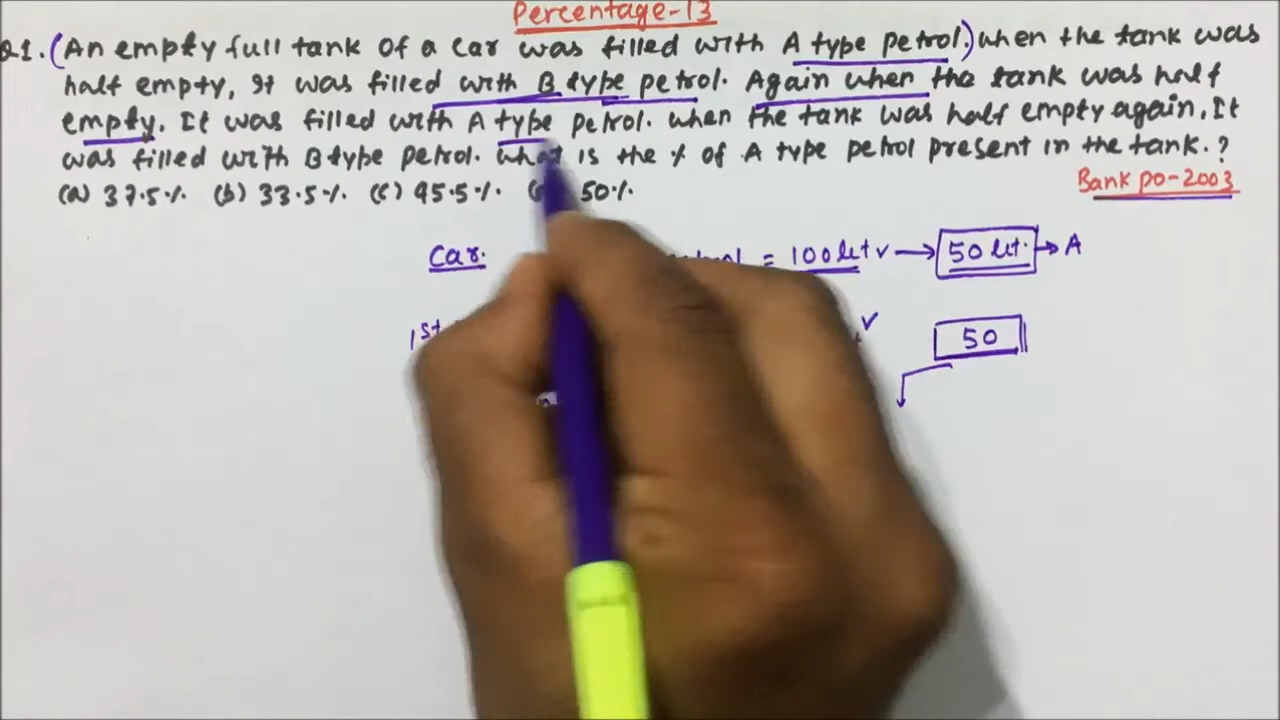 Percentage-13
Q1. (An empty full tank of a car was filled with A type petrol.) when the tank was
half empty, It was filled with B type petrol. Again when the tank was half
empty. It was filled with A type petrol. when the tank was half empty again. It
was filled with B type petrol. what is the % of A type petrol present in the tank.?
(a) 37.5% (b) 33.5% (c) 45.5% 50%
Bank PO-2003
Car. = 100 letr → 50 let. → A
1st 50